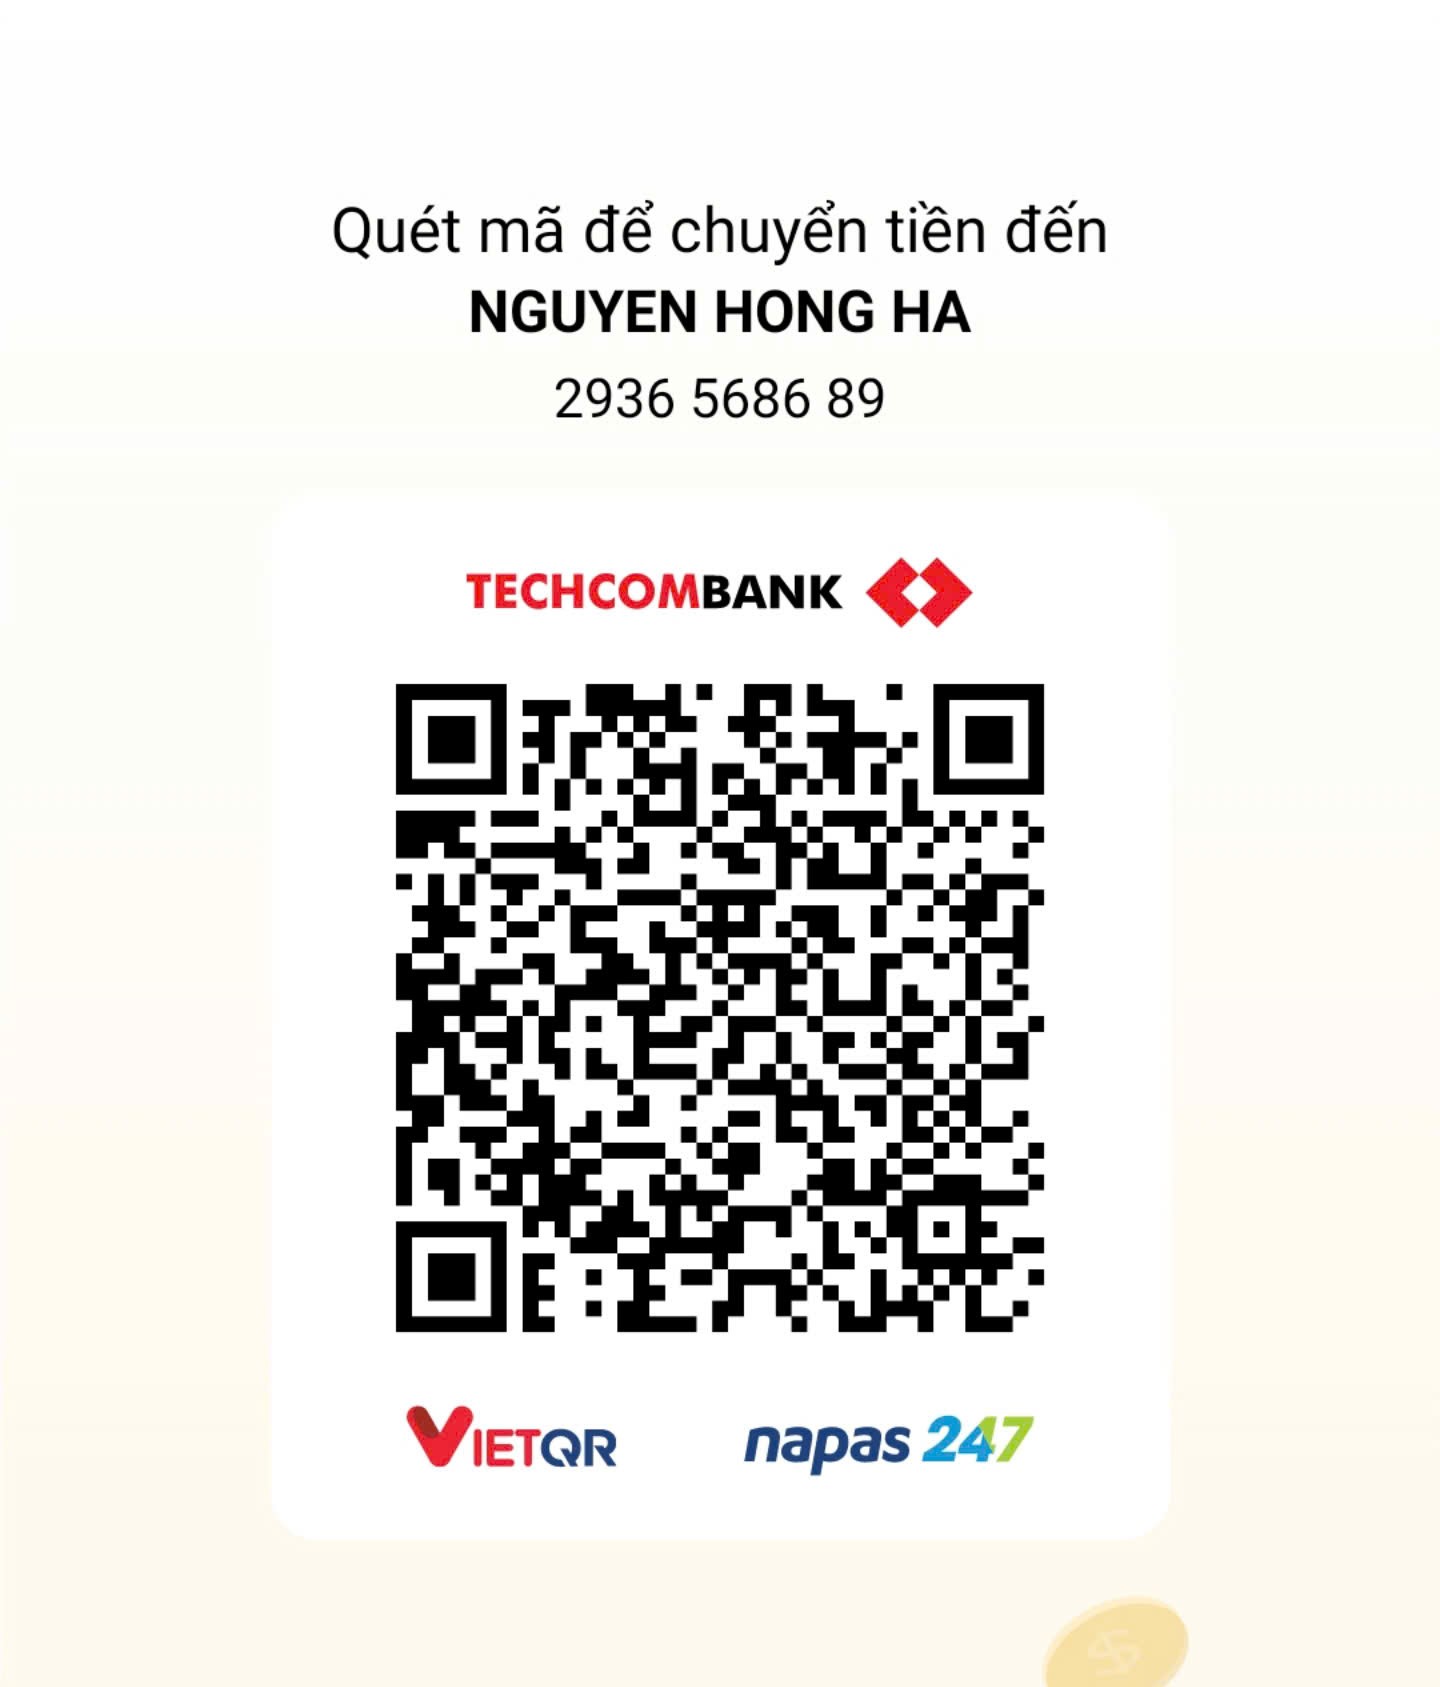 Quét mã để chuyển tiền đến
NGUYEN HONG HA
2936 5686 89
TECHCOMBANK
VIETQR
napas 247